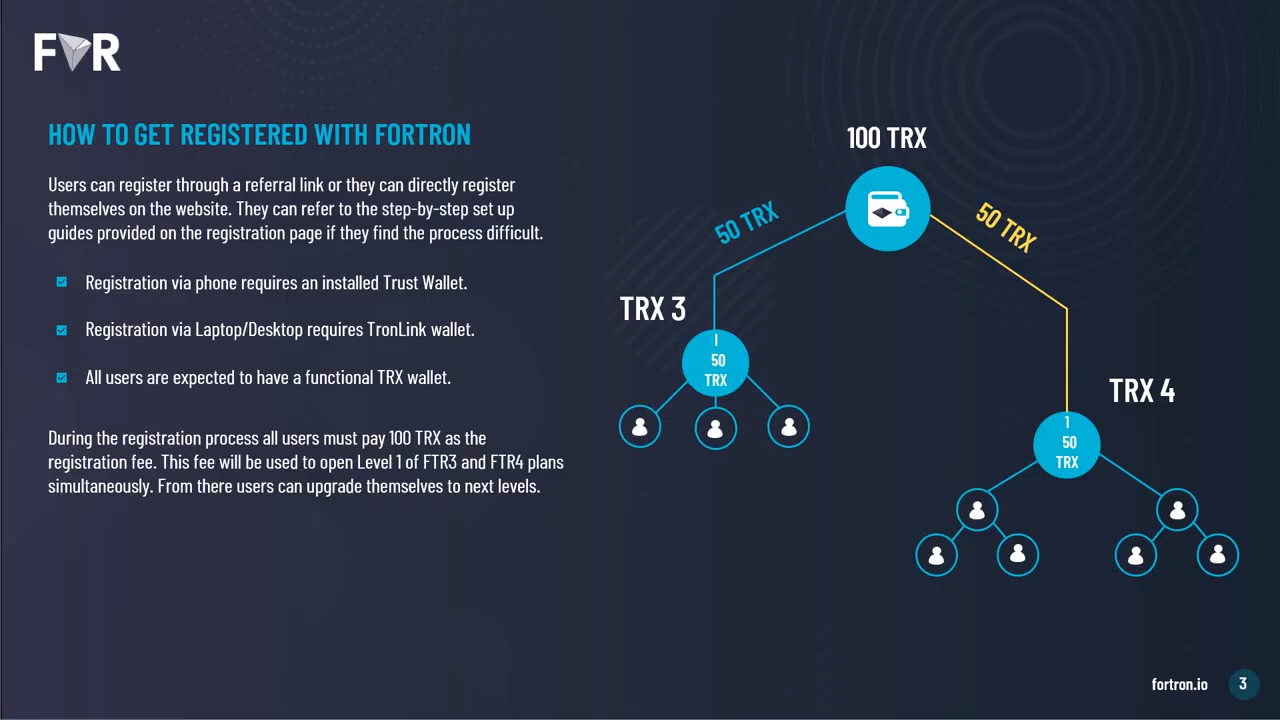 F R
HOW TO GET REGISTERED WITH FORTRON
Users can register through a referral link or they can directly register
themselves on the website. They can refer to the step-by-step set up
guides provided on the registration page if they find the process difficult.
Registration via phone requires an installed Trust Wallet.
Registration via Laptop/Desktop requires TronLink wallet.
All users are expected to have a functional TRX wallet.
During the registration process all users must pay 100 TRX as the
registration fee. This fee will be used to open Level 1 of FTR3 and FTR4 plans
simultaneously. From there users can upgrade themselves to next levels.
100 TRX
50 TRX
50 TRX
TRX 3
1
50
TRX
TRX 4
1
50
TRX
fortron.io
3